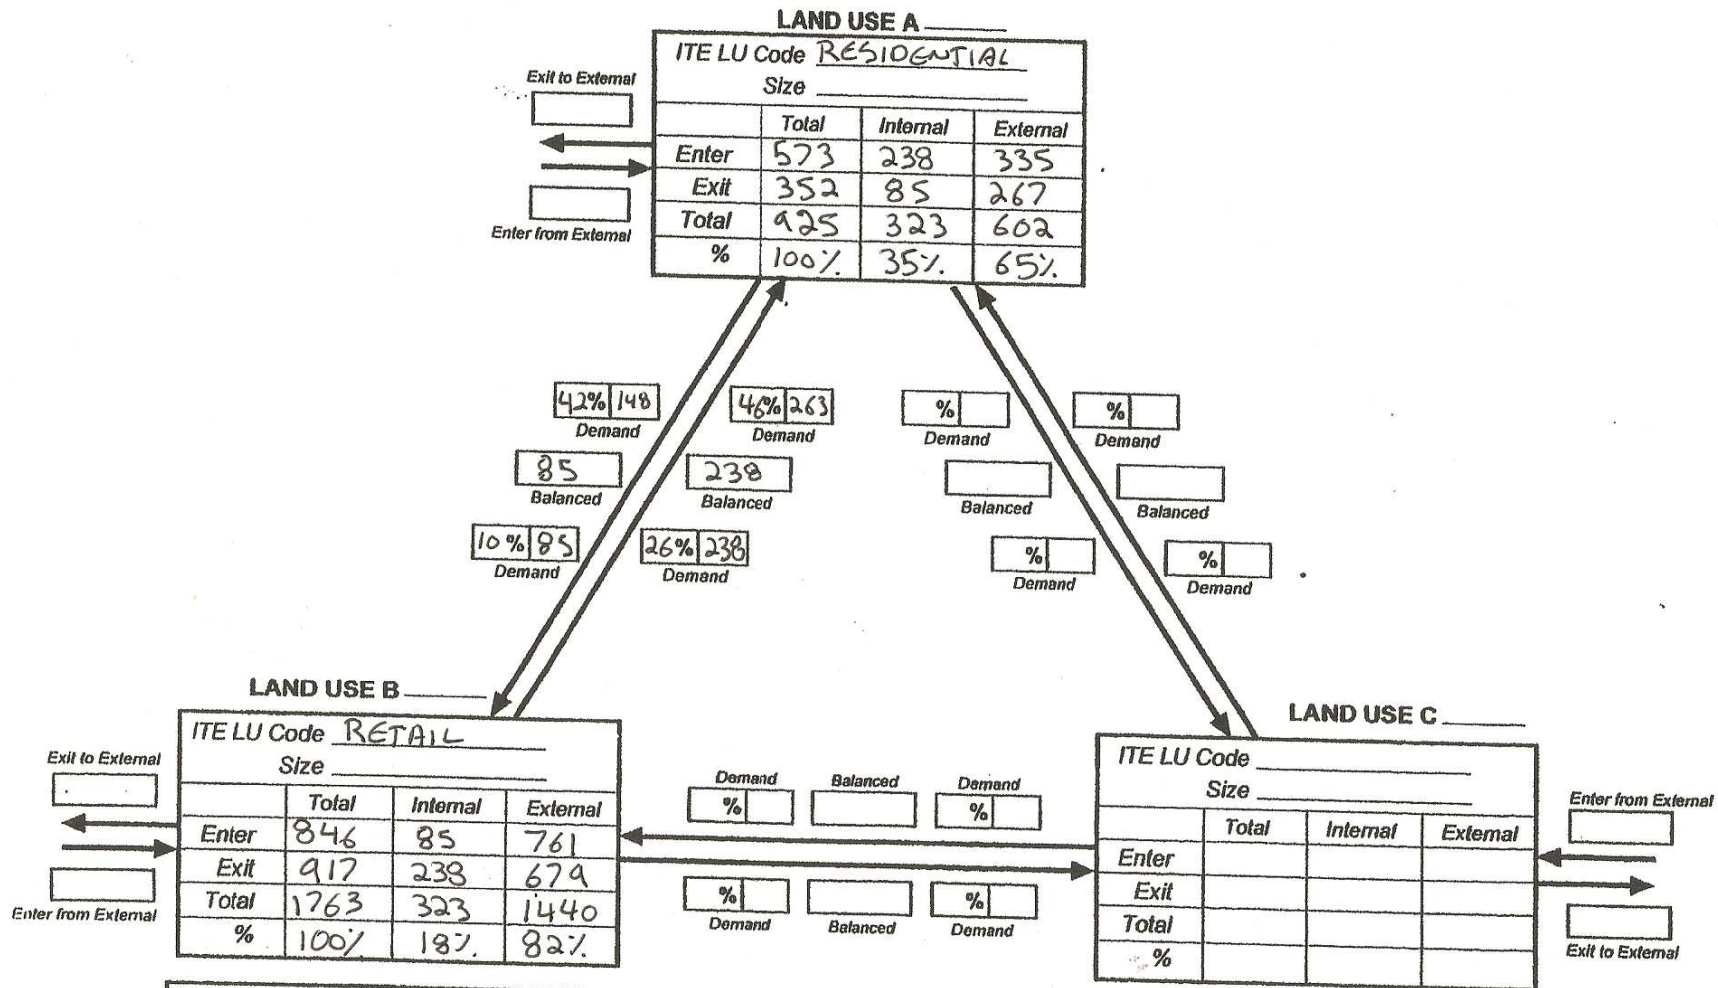 LAND USE A
ITE LU Code RESIDENTIAL
Size
Total Internal External
Enter 573 238 335
Exit 352 85 267
Total 925 323 602
% 100% 35% 65%
Exit to External
Enter from External
42% 148
Demand
46% 263
Demand
%
Demand
%
Demand
85
Balanced
238
Balanced
Balanced
Balanced
10% 85
Demand
26% 238
Demand
%
Demand
%
Demand
LAND USE B
ITE LU Code RETAIL
Size
Total Internal External
Enter 846 85 761
Exit 917 238 679
Total 1763 323 1440
% 100% 18% 82%
Exit to External
Enter from External
Demand Balanced Demand
% %
% %
Demand Balanced Demand
LAND USE C
ITE LU Code
Size
Total Internal External
Enter
Exit
Total
%
Enter from External
Exit to External